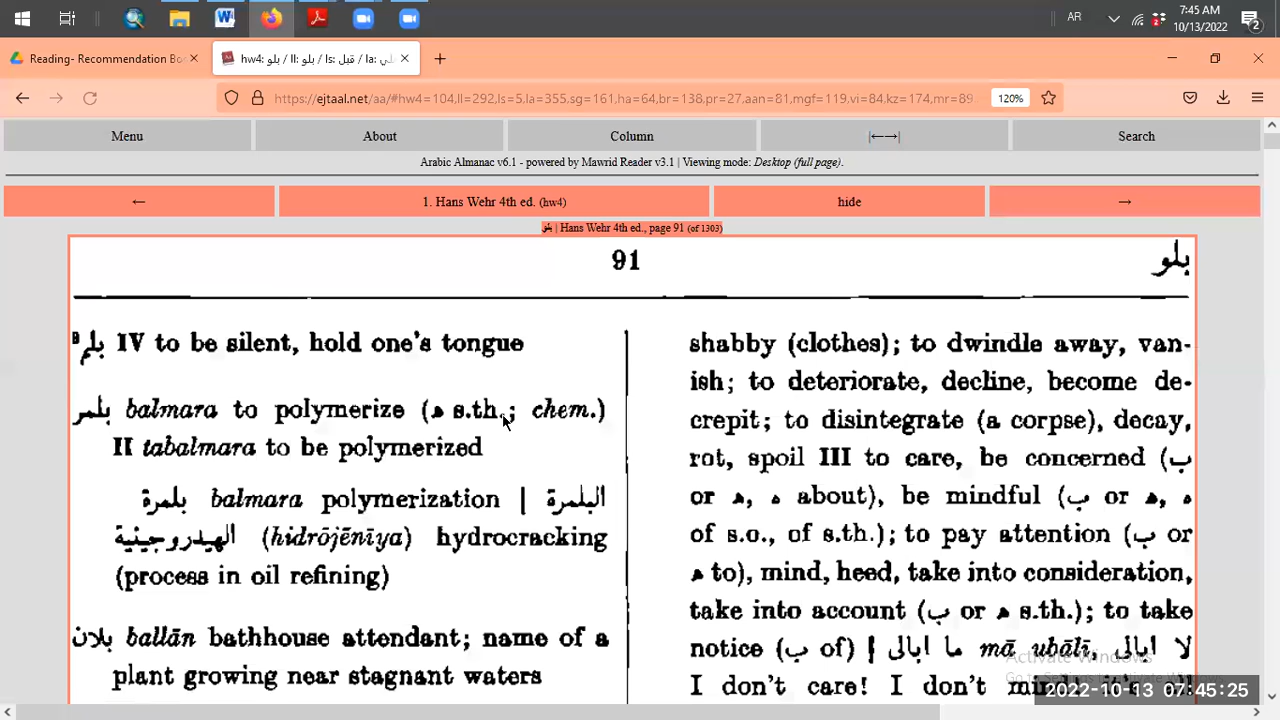 AR
7:45 AM
10/13/2022
2
Reading- Recommendation Bo
https://ejtaal.net/aa/#hw4=104,ll=292,ls=5,la=355,sg=161,ha=64,br=138,pr=27,aan=81,mgf=119,vi=84,kz=174,mr=89
120%
Menu About Column |←→| Search
Arabic Almanac v6.1 - powered by Mawrid Reader v3.1 | Viewing mode: Desktop (full page).
← 1. Hans Wehr 4th ed. (hw4) hide →
بلو | Hans Wehr 4th ed., page 91 (of 1303)
91 بلو
بلم IV to be silent, hold one's tongue
بلمر balmara to polymerize (ه s.th.; chem.)
II tabalmara to be polymerized
بلمرة balmara polymerization | البلمرة
الهيدروجينية (hidrōjēnīya) hydrocracking
(process in oil refining)
بلان ballān bathhouse attendant; name of a
plant growing near stagnant waters
shabby (clothes); to dwindle away, van-
ish; to deteriorate, decline, become de-
crepit; to disintegrate (a corpse), decay,
rot, spoil III to care, be concerned (ب
or ه, ه about), be mindful (ب or ه, ه
of s.o., of s.th.); to pay attention (ب or
ه to), mind, heed, take into consideration,
take into account (ب or ه s.th.); to take
notice (ب of) | ما ابالى mā ubālī, لا ابالى
I don't care! I don't
Activate Windows
2022-10-13 07:45:25